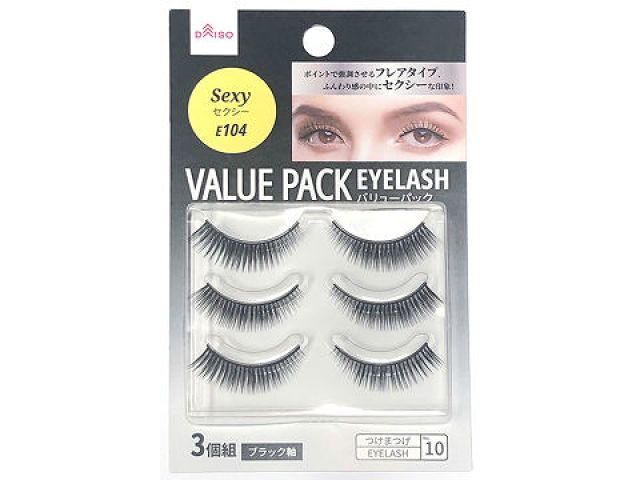 DAISO
ポイントで強調させるフレアタイプ。
ふんわり感の中にセクシーな印象!
Sexy
セクシー
E104
VALUE PACK EYELASH
バリューパック
3個組 ブラック軸
つけまつげ
EYELASH
No. 10